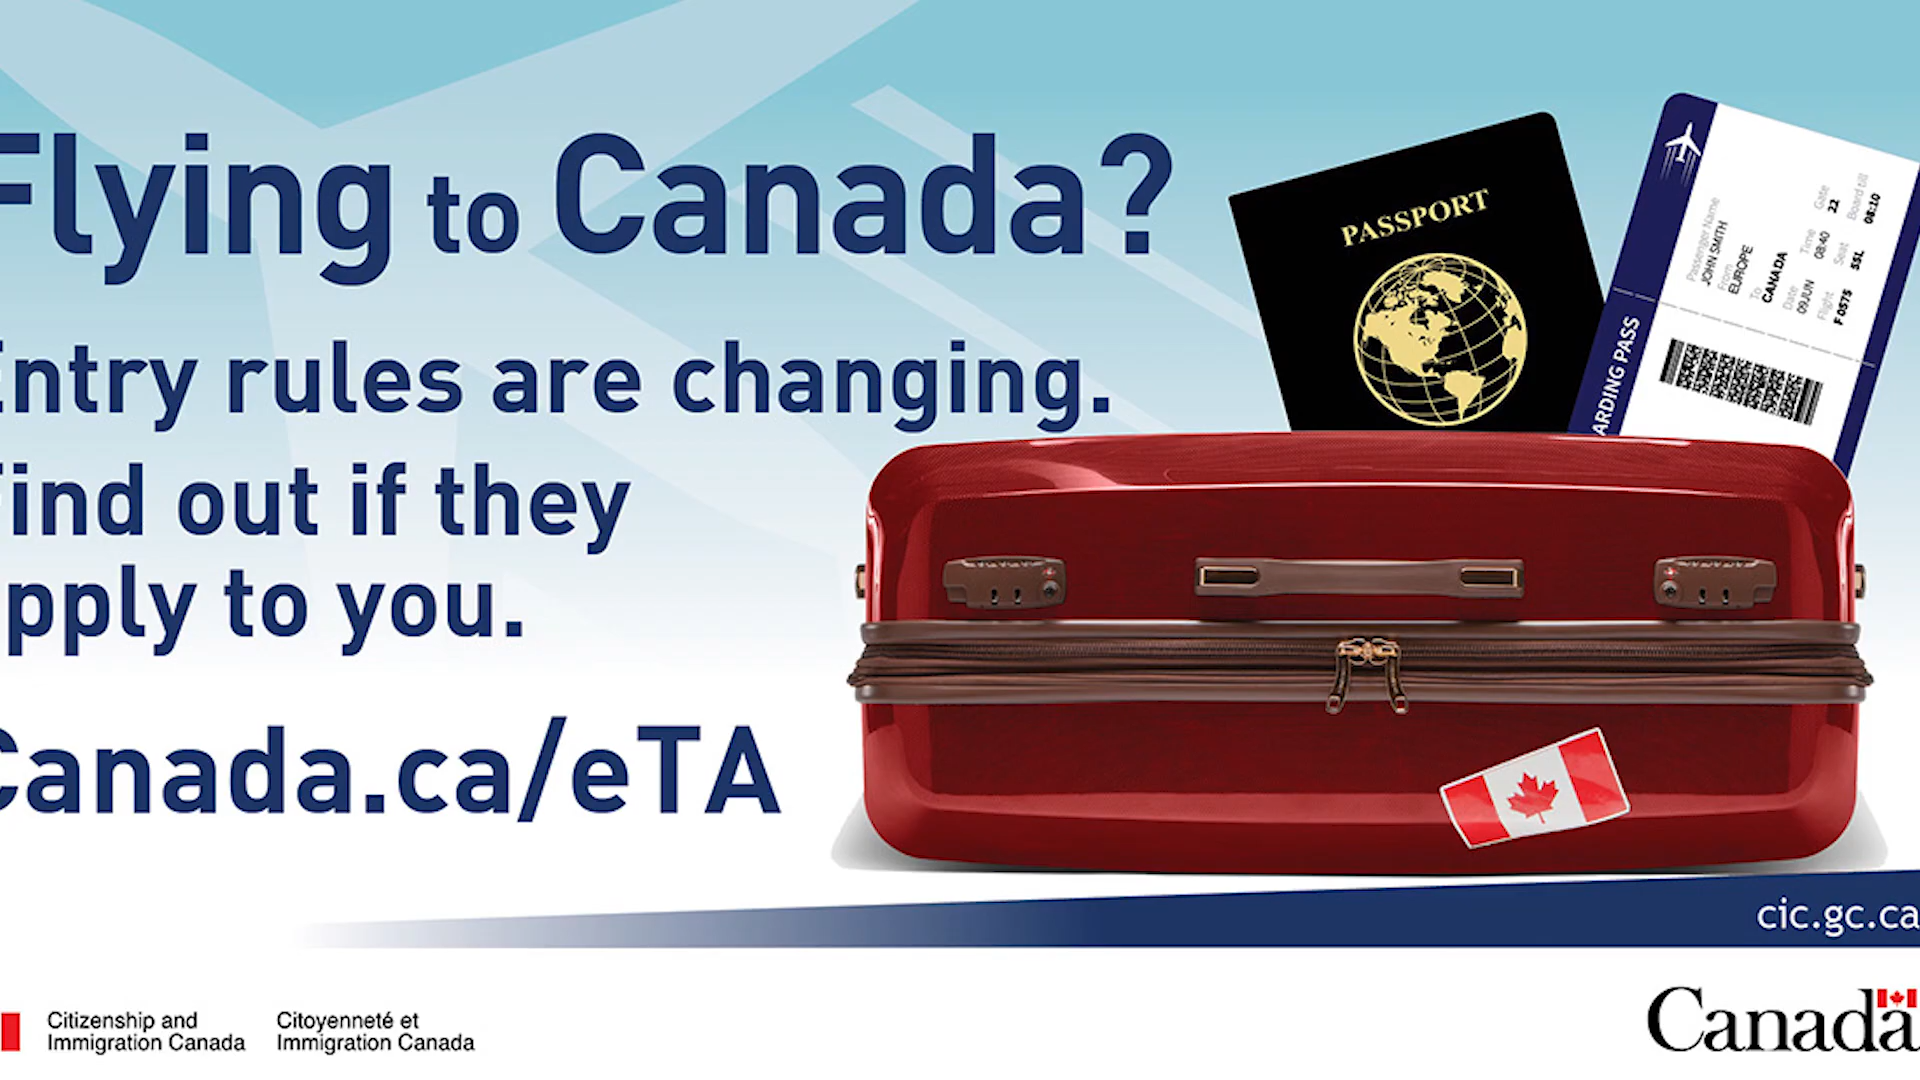 Flying to Canada?
Entry rules are changing.
Find out if they
apply to you.
Canada.ca/eTA
PASSPORT
ARDING PASS
Passenger Name
JOHN SMITH
From
EUROPE
To
CANADA
Date Time Gate
09JUN 08:40 22
Flight Seat Board till
F0575 55L 08:10
cic.gc.ca
Citizenship and
Immigration Canada
Citoyenneté et
Immigration Canada
Canada